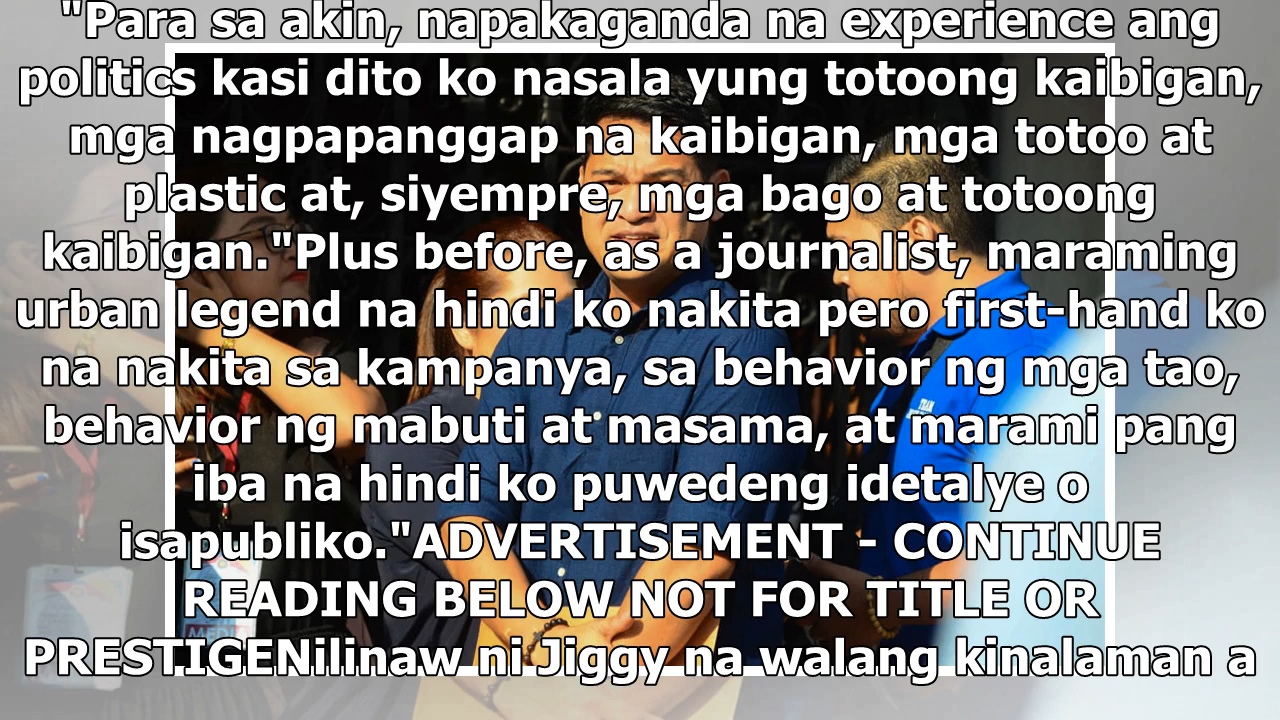 "Para sa akin, napakaganda na experience ang
politics kasi dito ko nasala yung totoong kaibigan,
mga nagpapanggap na kaibigan, mga totoo at
plastic at, siyempre, mga bago at totoong
kaibigan."Plus before, as a journalist, maraming
urban legend na hindi ko nakita pero first-hand ko
na nakita sa kampanya, sa behavior ng mga tao,
behavior ng mabuti at masama, at marami pang
iba na hindi ko puwedeng idetalye o
isapubliko."ADVERTISEMENT - CONTINUE
READING BELOW NOT FOR TITLE OR
PRESTIGENilinaw ni Jiggy na walang kinalaman a
TEAM
MEDIA